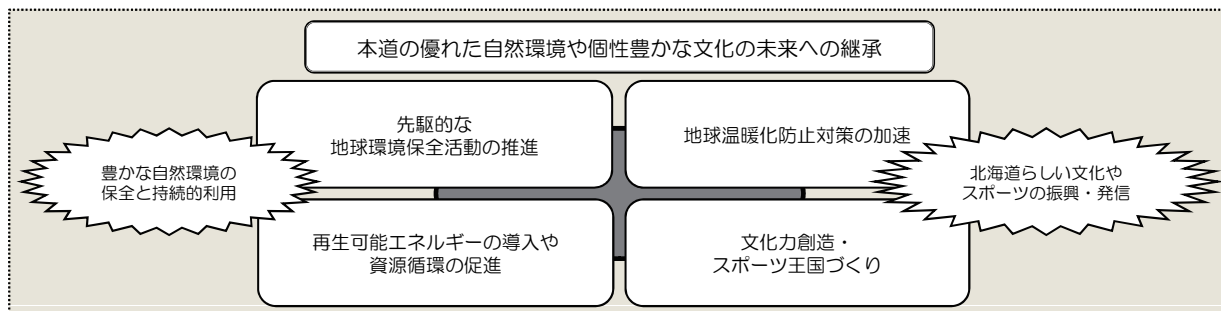 本道の優れた自然環境や個性豊かな文化の未来への継承
先駆的な
地球環境保全活動の推進
地球温暖化防止対策の加速
豊かな自然環境の
保全と持続的利用
北海道らしい文化や
スポーツの振興・発信
再生可能エネルギーの導入や
資源循環の促進
文化力創造・
スポーツ王国づくり